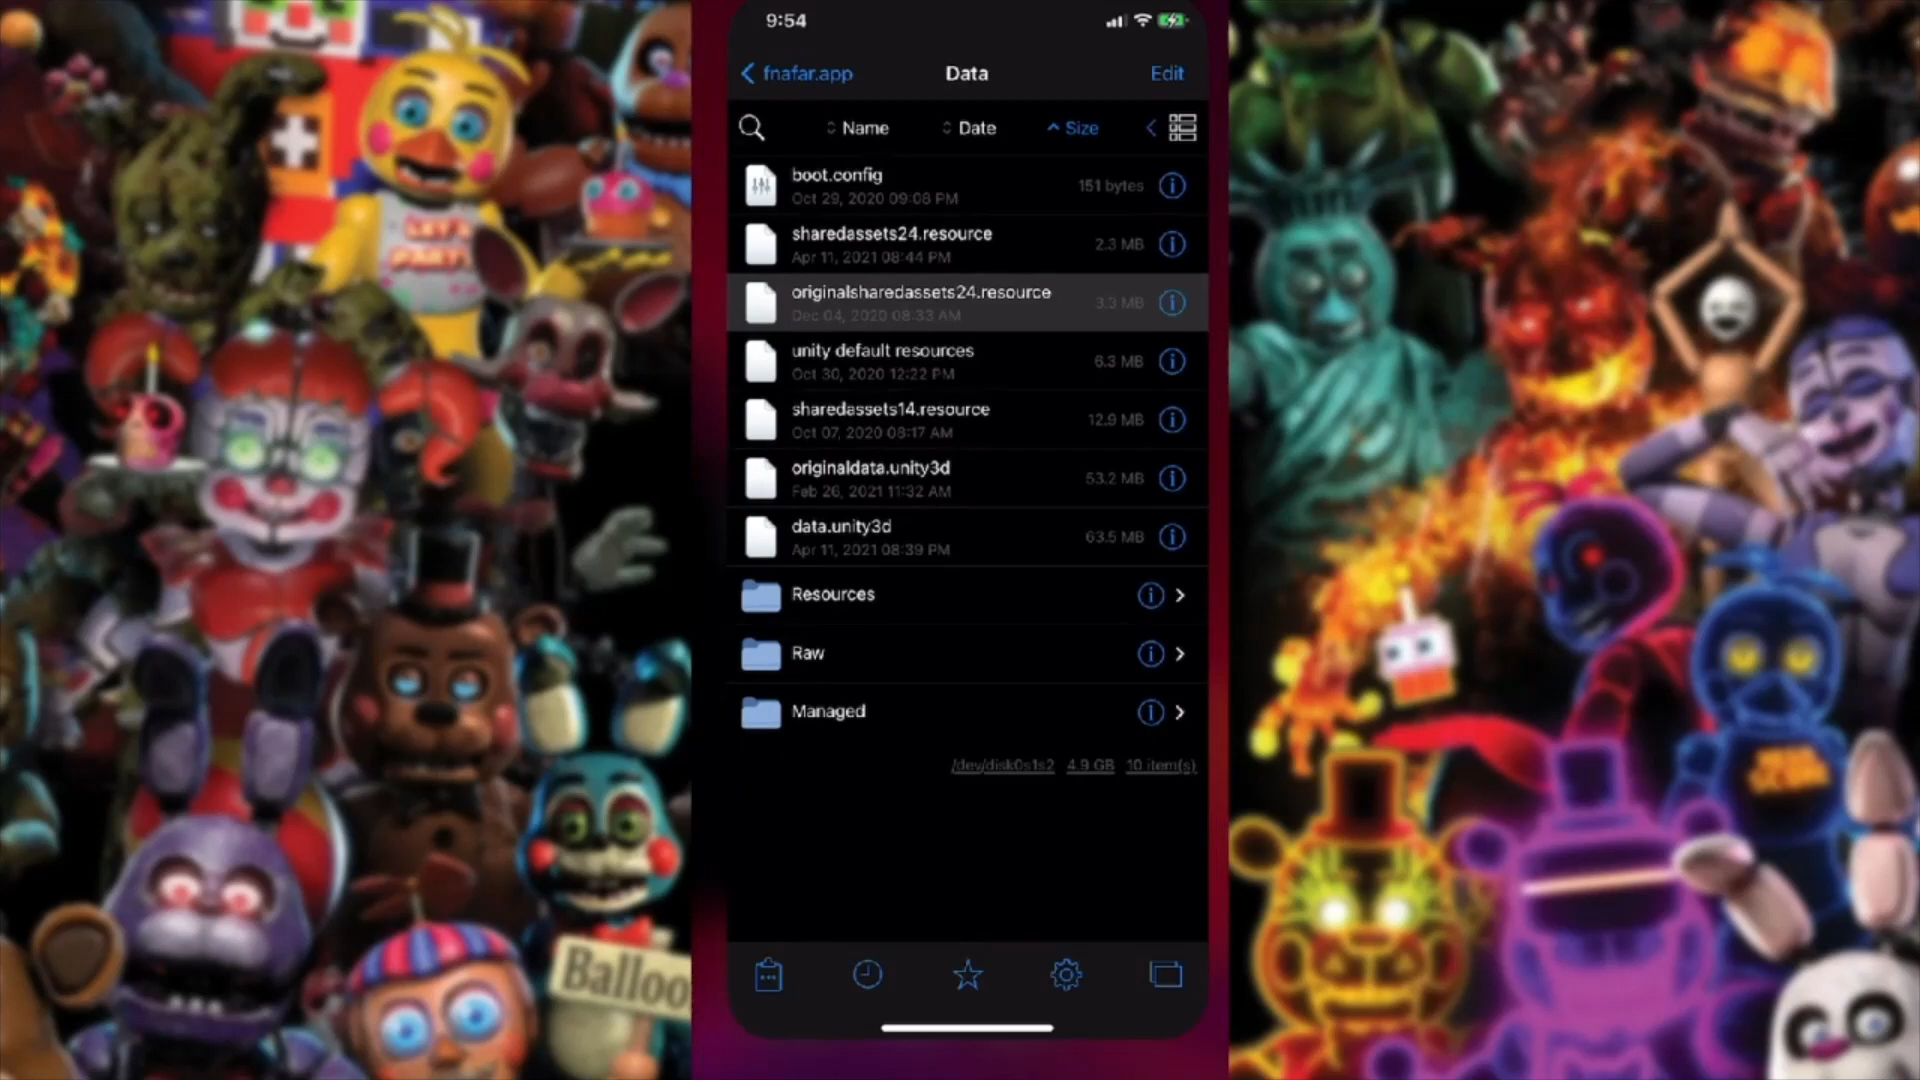 9:54
fnafar.app
Data
Edit
Name
Date
Size
boot.config
Oct 29, 2020 09:08 PM
151 bytes
sharedassets24.resource
Apr 11, 2021 08:44 PM
2.3 MB
originalsharedassets24.resource
Dec 04, 2020 08:33 AM
3.3 MB
unity default resources
Oct 30, 2020 12:22 PM
6.3 MB
sharedassets14.resource
Oct 07, 2020 08:17 AM
12.9 MB
originaldata.unity3d
Feb 26, 2021 11:32 AM
53.2 MB
data.unity3d
Apr 11, 2021 08:39 PM
63.5 MB
Resources
Raw
Managed
/dev/disk0s1s2 4.9 GB 10 item(s)
LET'S
PARTY!
Balloo